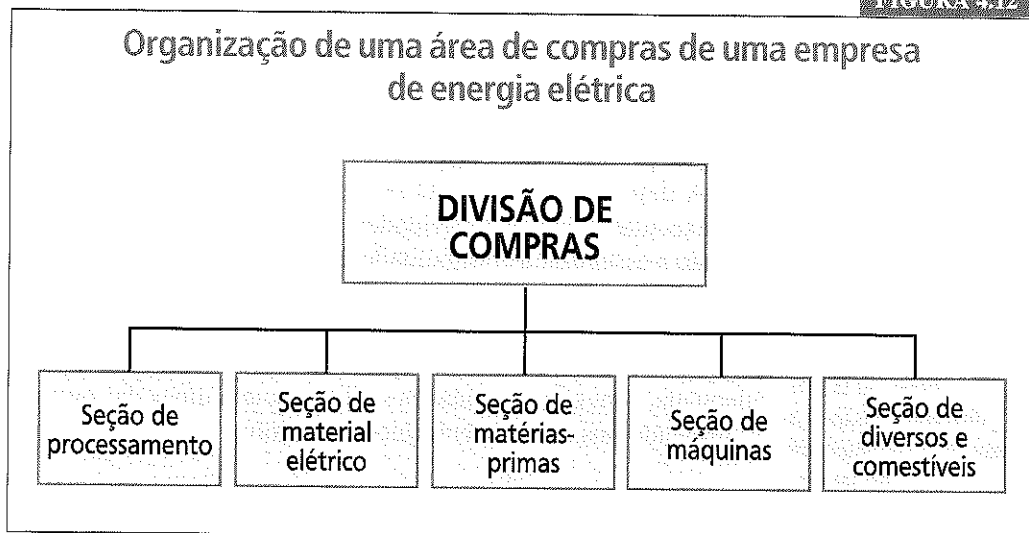 Organização de uma área de compras de uma empresa
de energia elétrica
DIVISÃO DE
COMPRAS
Seção de
processamento
Seção de
material
elétrico
Seção de
matérias-
primas
Seção de
máquinas
Seção de
diversos e
comestíveis